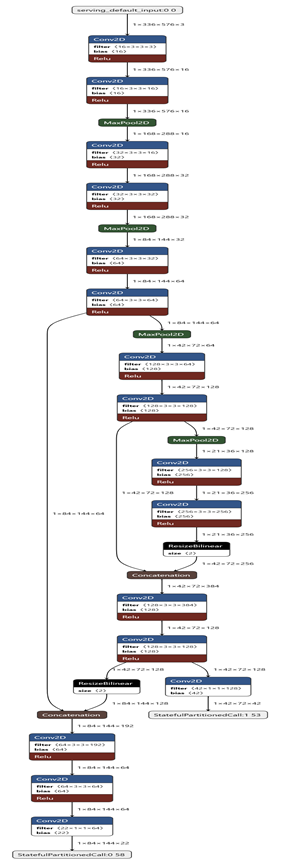 serving_default_input:0 0
1×336×576×3
Conv2D
filter ⟨16×3×3×3⟩
bias ⟨16⟩
Relu
1×336×576×16
Conv2D
filter ⟨16×3×3×16⟩
bias ⟨16⟩
Relu
1×336×576×16
MaxPool2D
1×168×288×16
Conv2D
filter ⟨32×3×3×16⟩
bias ⟨32⟩
Relu
1×168×288×32
Conv2D
filter ⟨32×3×3×32⟩
bias ⟨32⟩
Relu
1×168×288×32
MaxPool2D
1×84×144×32
Conv2D
filter ⟨64×3×3×32⟩
bias ⟨64⟩
Relu
1×84×144×64
Conv2D
filter ⟨64×3×3×64⟩
bias ⟨64⟩
Relu
1×84×144×64
MaxPool2D
1×42×72×64
Conv2D
filter ⟨128×3×3×64⟩
bias ⟨128⟩
Relu
1×42×72×128
Conv2D
filter ⟨128×3×3×128⟩
bias ⟨128⟩
Relu
1×42×72×128
MaxPool2D
1×21×36×128
Conv2D
filter ⟨256×3×3×128⟩
bias ⟨256⟩
Relu
1×42×72×128
1×21×36×256
Conv2D
filter ⟨256×3×3×256⟩
bias ⟨256⟩
Relu
1×84×144×64
1×21×36×256
ResizeBilinear
size ⟨2⟩
1×42×72×256
Concatenation
1×42×72×384
Conv2D
filter ⟨128×3×3×384⟩
bias ⟨128⟩
Relu
1×42×72×128
Conv2D
filter ⟨128×3×3×128⟩
bias ⟨128⟩
Relu
1×42×72×128
1×42×72×128
ResizeBilinear
size ⟨2⟩
Conv2D
filter ⟨42×1×1×128⟩
bias ⟨42⟩
1×84×144×128
1×42×72×42
Concatenation
StatefulPartitionedCall:1 53
1×84×144×192
Conv2D
filter ⟨64×3×3×192⟩
bias ⟨64⟩
Relu
1×84×144×64
Conv2D
filter ⟨64×3×3×64⟩
bias ⟨64⟩
Relu
1×84×144×64
Conv2D
filter ⟨22×1×1×64⟩
bias ⟨22⟩
1×84×144×22
StatefulPartitionedCall:0 58